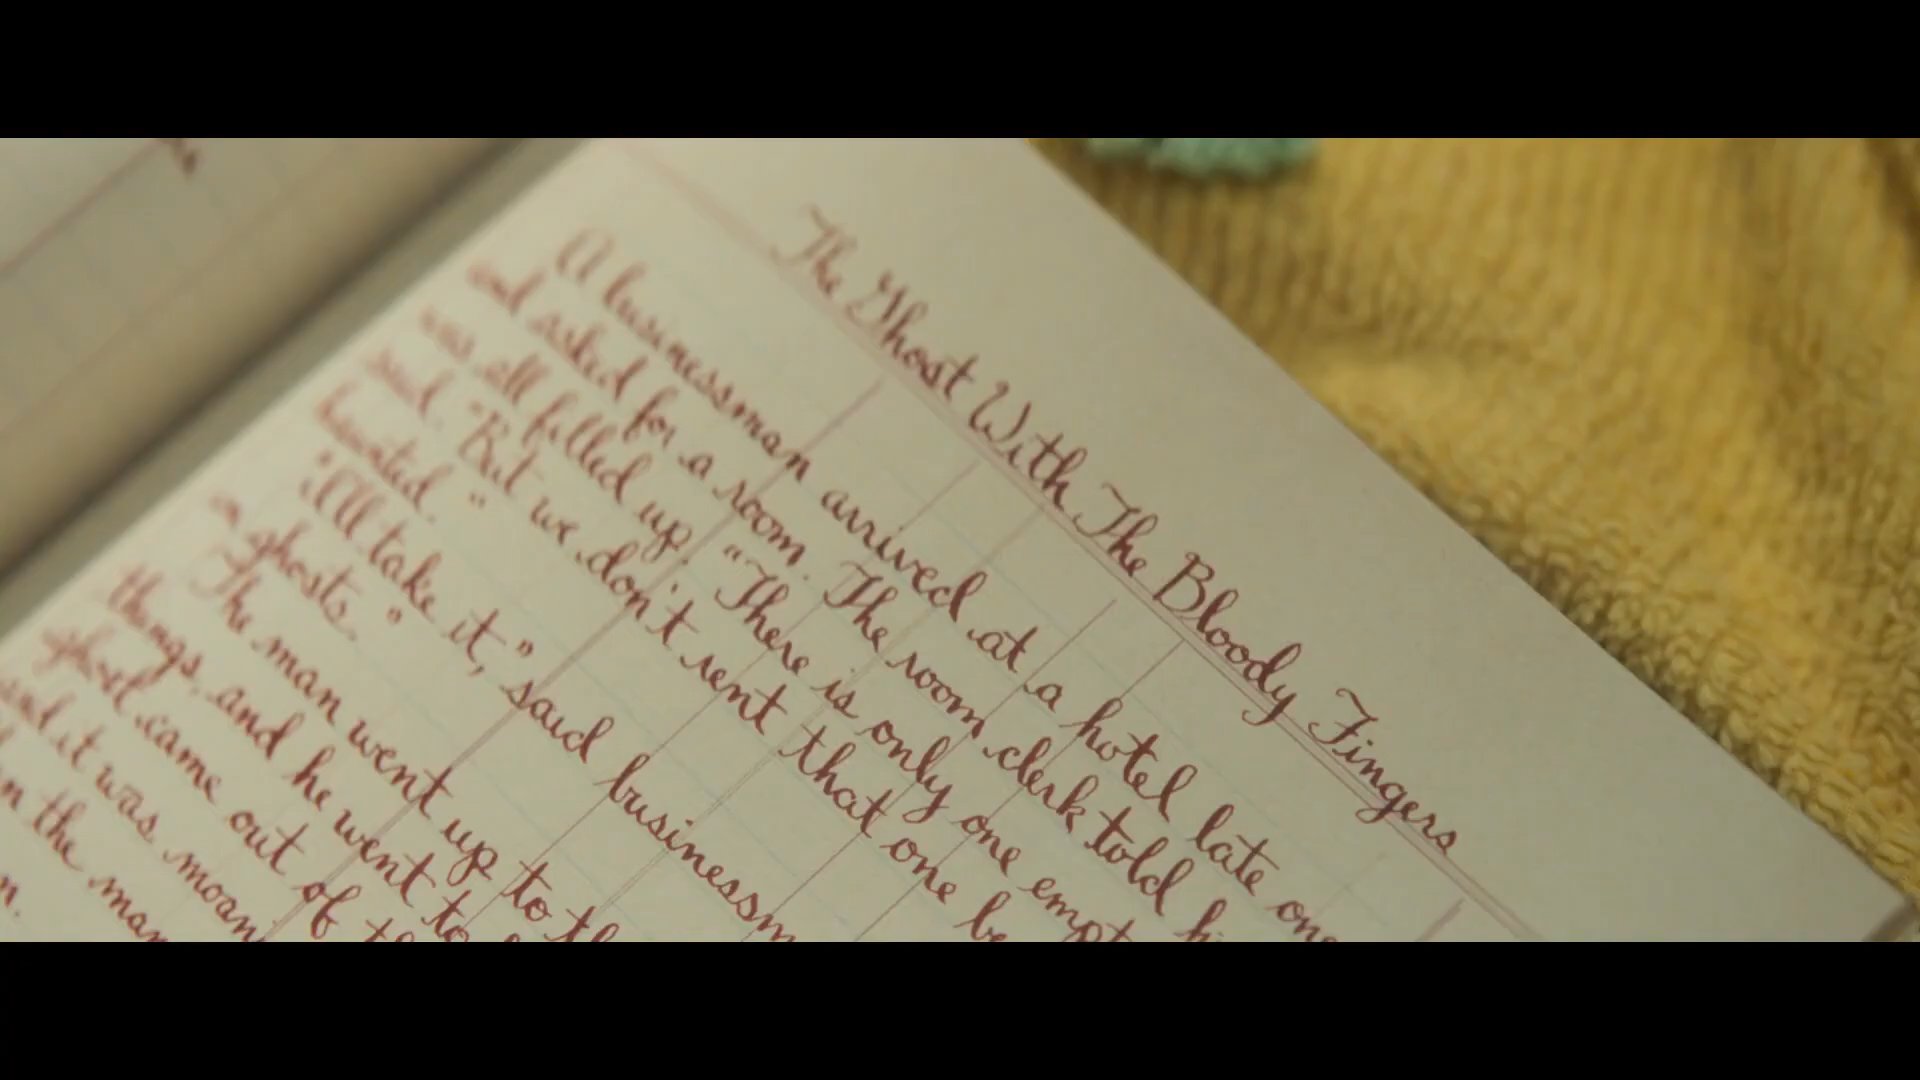 The Ghost With The Bloody Fingers
A businessman arrived at a hotel late one
and asked for a room. The room clerk told
was all filled up. "There is only one empt
said. "But we don't rent that one be
haunted."
"I'll take it," said businessm
in ghosts."
The man went up to th
things, and he went to
ghost came out of
and it was moani
the man